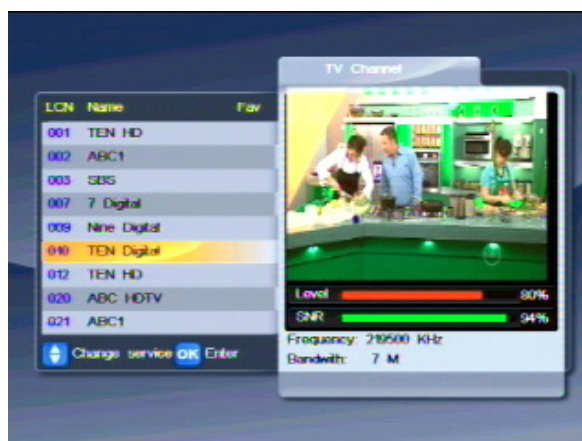 TV Channel
LCN Name Fav
001 TEN HD
002 ABC1
003 SBS
007 7 Digital
009 Nine Digital
010 TEN Digital
012 TEN HD
020 ABC HDTV
021 ABC1
Change service OK Enter
Level 80%
SNR 94%
Frequency: 219500 KHz
Bandwith: 7 M